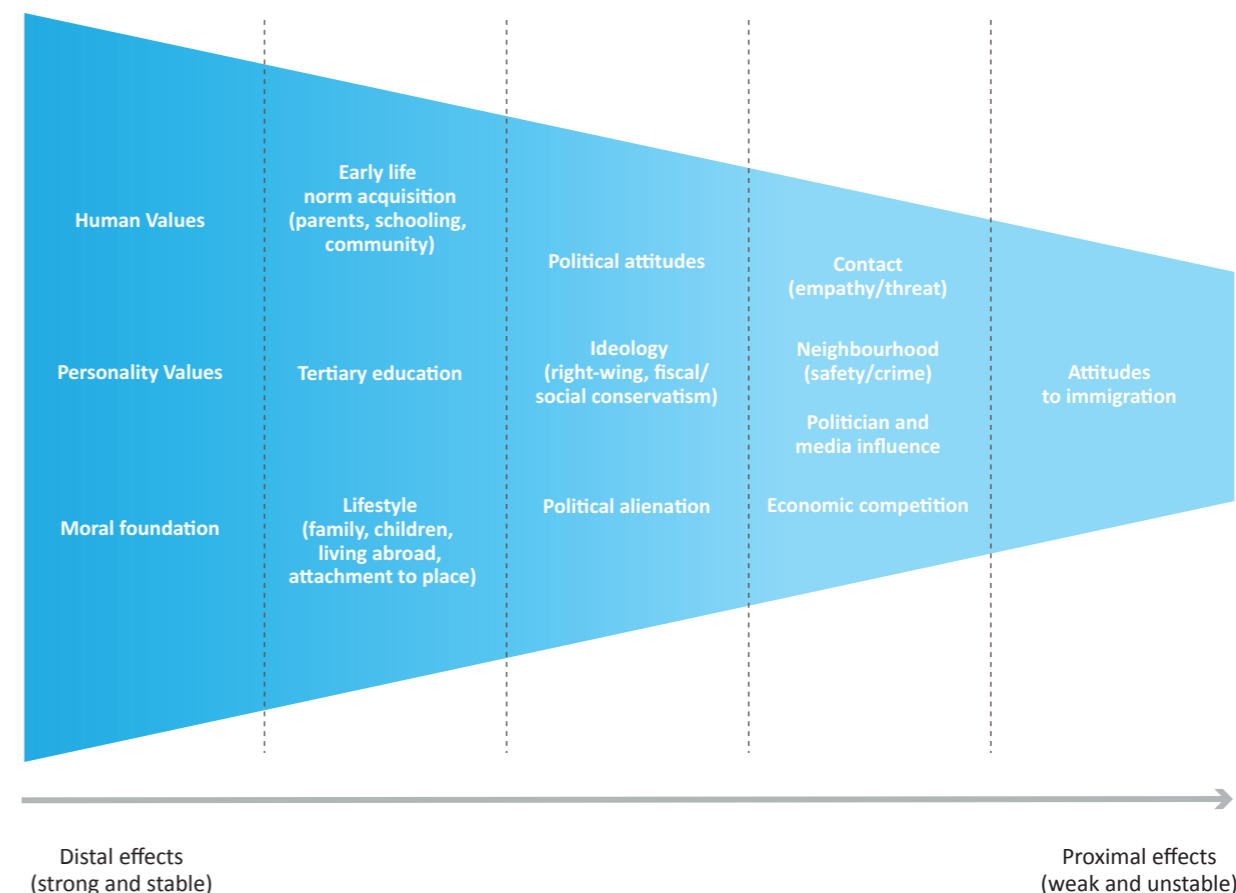 Human Values
Personality Values
Moral foundation
Early life
norm acquisition
(parents, schooling,
community)
Tertiary education
Lifestyle
(family, children,
living abroad,
attachment to place)
Political attitudes
Ideology
(right-wing, fiscal/
social conservatism)
Political alienation
Contact
(empathy/threat)
Neighbourhood
(safety/crime)
Politician and
media influence
Economic competition
Attitudes
to immigration
Distal effects
(strong and stable)
Proximal effects
(weak and unstable)